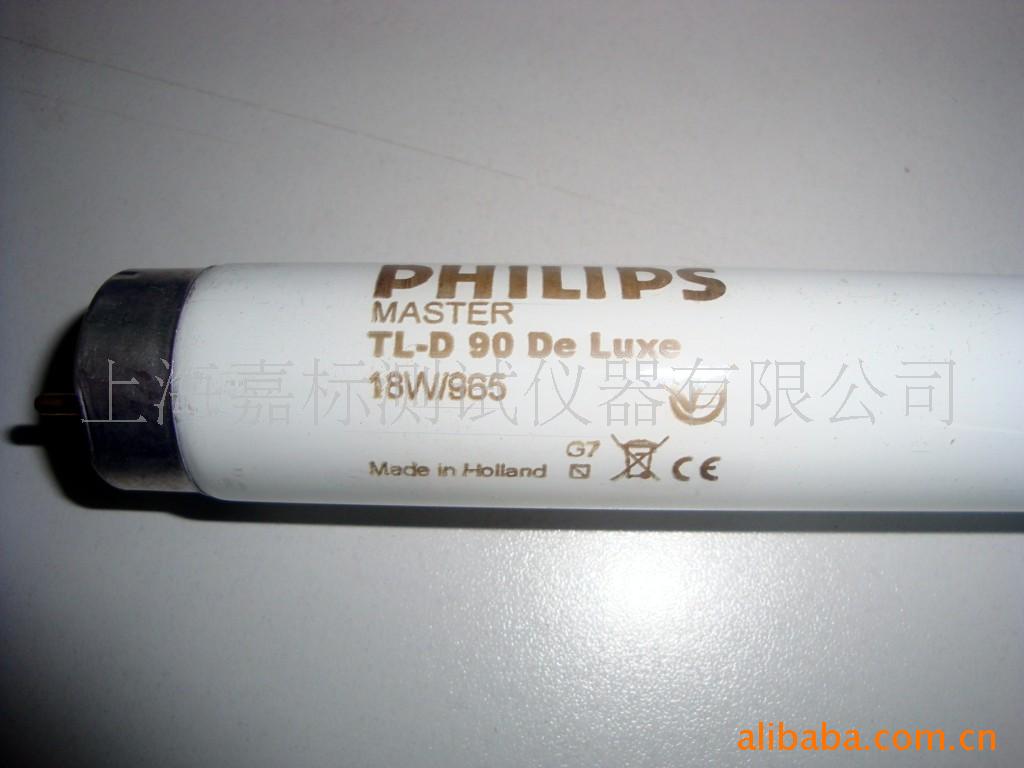 PHILIPS
MASTER
TL-D 90 De Luxe
18W/965
上海嘉标测试仪器有限公司
G7
Made in Holland
CE
alibaba.com.cn